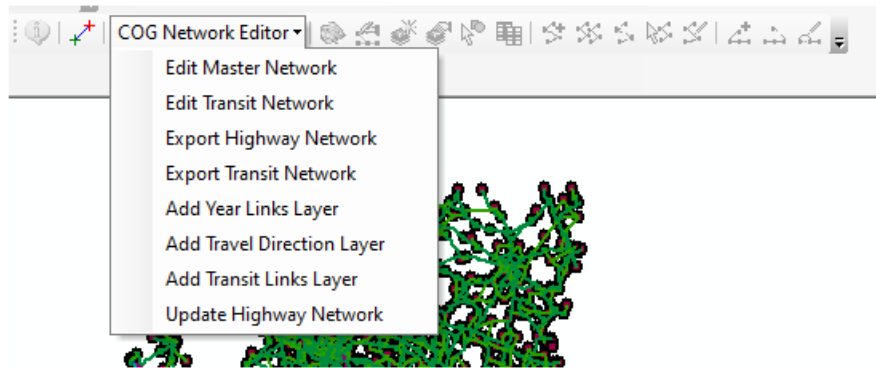 COG Network Editor
Edit Master Network
Edit Transit Network
Export Highway Network
Export Transit Network
Add Year Links Layer
Add Travel Direction Layer
Add Transit Links Layer
Update Highway Network